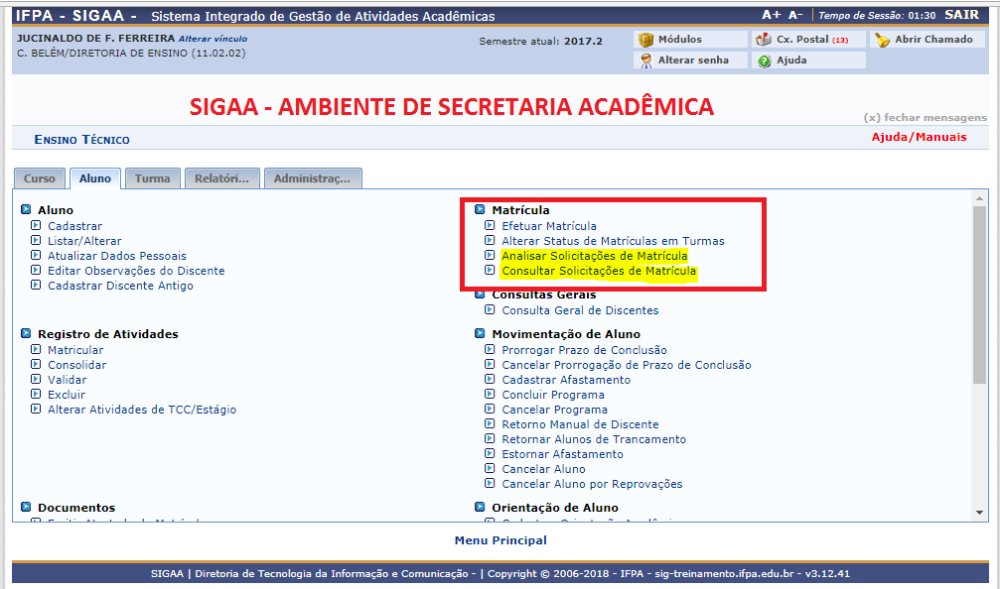 IFPA - SIGAA - Sistema Integrado de Gestão de Atividades Acadêmicas A+ A- Tempo de Sessão: 01:30 SAIR
JUCINALDO DE F. FERREIRA Alterar vínculo
C. BELÉM/DIRETORIA DE ENSINO (11.02.02)
Semestre atual: 2017.2
Módulos Cx. Postal (13) Abrir Chamado
Alterar senha Ajuda
SIGAA - AMBIENTE DE SECRETARIA ACADÊMICA
(x) fechar mensagens
ENSINO TÉCNICO Ajuda/Manuais
Curso Aluno Turma Relatóri... Administraç...
Aluno
Cadastrar
Listar/Alterar
Atualizar Dados Pessoais
Editar Observações do Discente
Cadastrar Discente Antigo
Matrícula
Efetuar Matrícula
Alterar Status de Matrículas em Turmas
Analisar Solicitações de Matrícula
Consultar Solicitações de Matrícula
Consultas Gerais
Consulta Geral de Discentes
Registro de Atividades
Matricular
Consolidar
Validar
Excluir
Alterar Atividades de TCC/Estágio
Movimentação de Aluno
Prorrogar Prazo de Conclusão
Cancelar Prorrogação de Prazo de Conclusão
Cadastrar Afastamento
Concluir Programa
Cancelar Programa
Retorno Manual de Discente
Retornar Alunos de Trancamento
Estornar Afastamento
Cancelar Aluno
Cancelar Aluno por Reprovações
Documentos
Orientação de Aluno
Menu Principal
SIGAA | Diretoria de Tecnologia da Informação e Comunicação - | Copyright © 2006-2018 - IFPA - sig-treinamento.ifpa.edu.br - v3.12.41